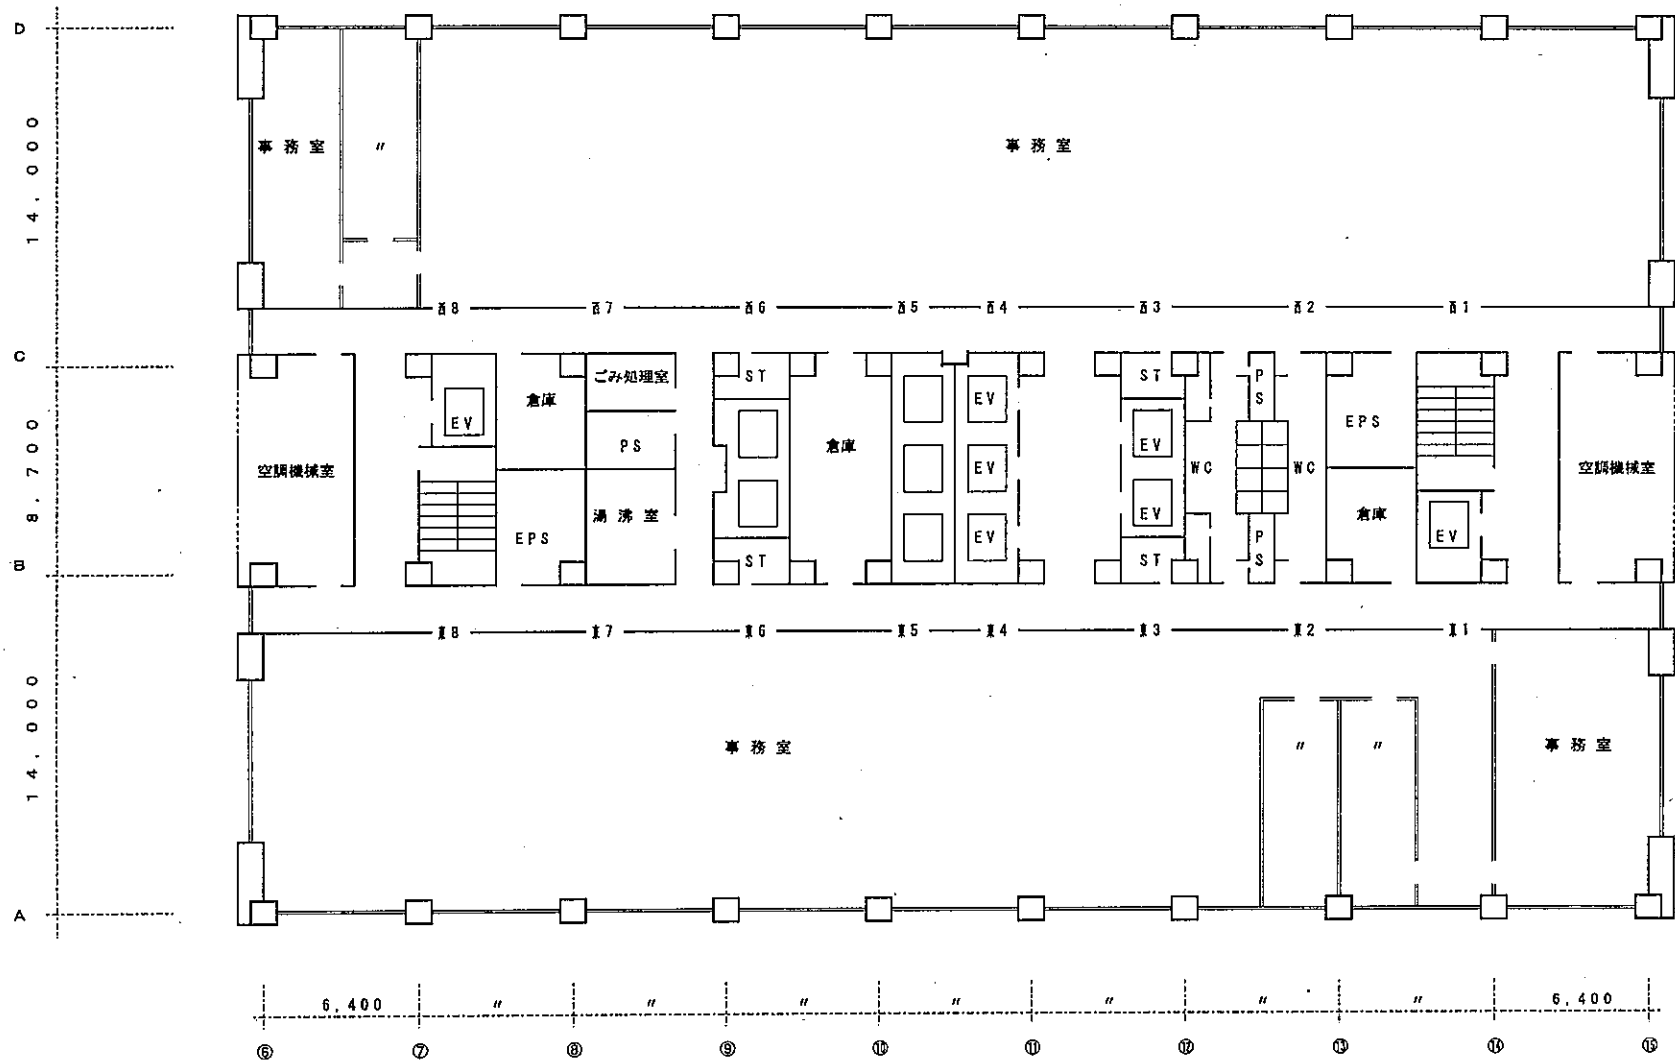 D
14,000
事務室 〃 事務室
西8 西7 西6 西5 西4 西3 西2 西1
C
ごみ処理室 ST ST PS
倉庫 EV
EV EPS
8,700
PS 倉庫 EV
空調機械室 EV WC WC 空調機械室
湯沸室 EV 倉庫
EPS EV EV
ST ST PS
B
東8 東7 東6 東5 東4 東3 東2 東1
14,000
事務室 〃 〃 事務室
A
6,400 〃 〃 〃 〃 〃 〃 〃 6,400
⑥ ⑦ ⑧ ⑨ ⑩ ⑪ ⑫ ⑬ ⑭ ⑮